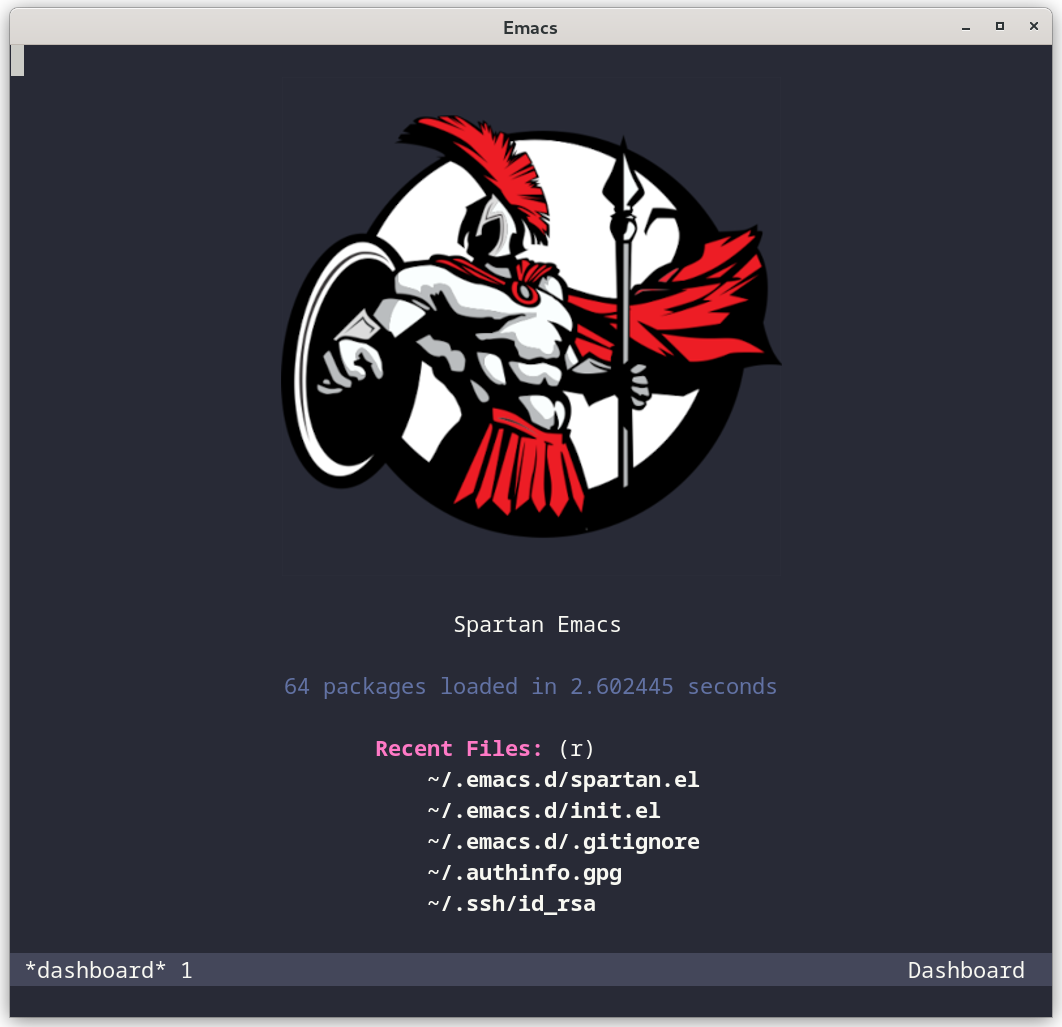 Emacs
Spartan Emacs
64 packages loaded in 2.602445 seconds
Recent Files: (r)
~/.emacs.d/spartan.el
~/.emacs.d/init.el
~/.emacs.d/.gitignore
~/.authinfo.gpg
~/.ssh/id_rsa
*dashboard* 1 Dashboard